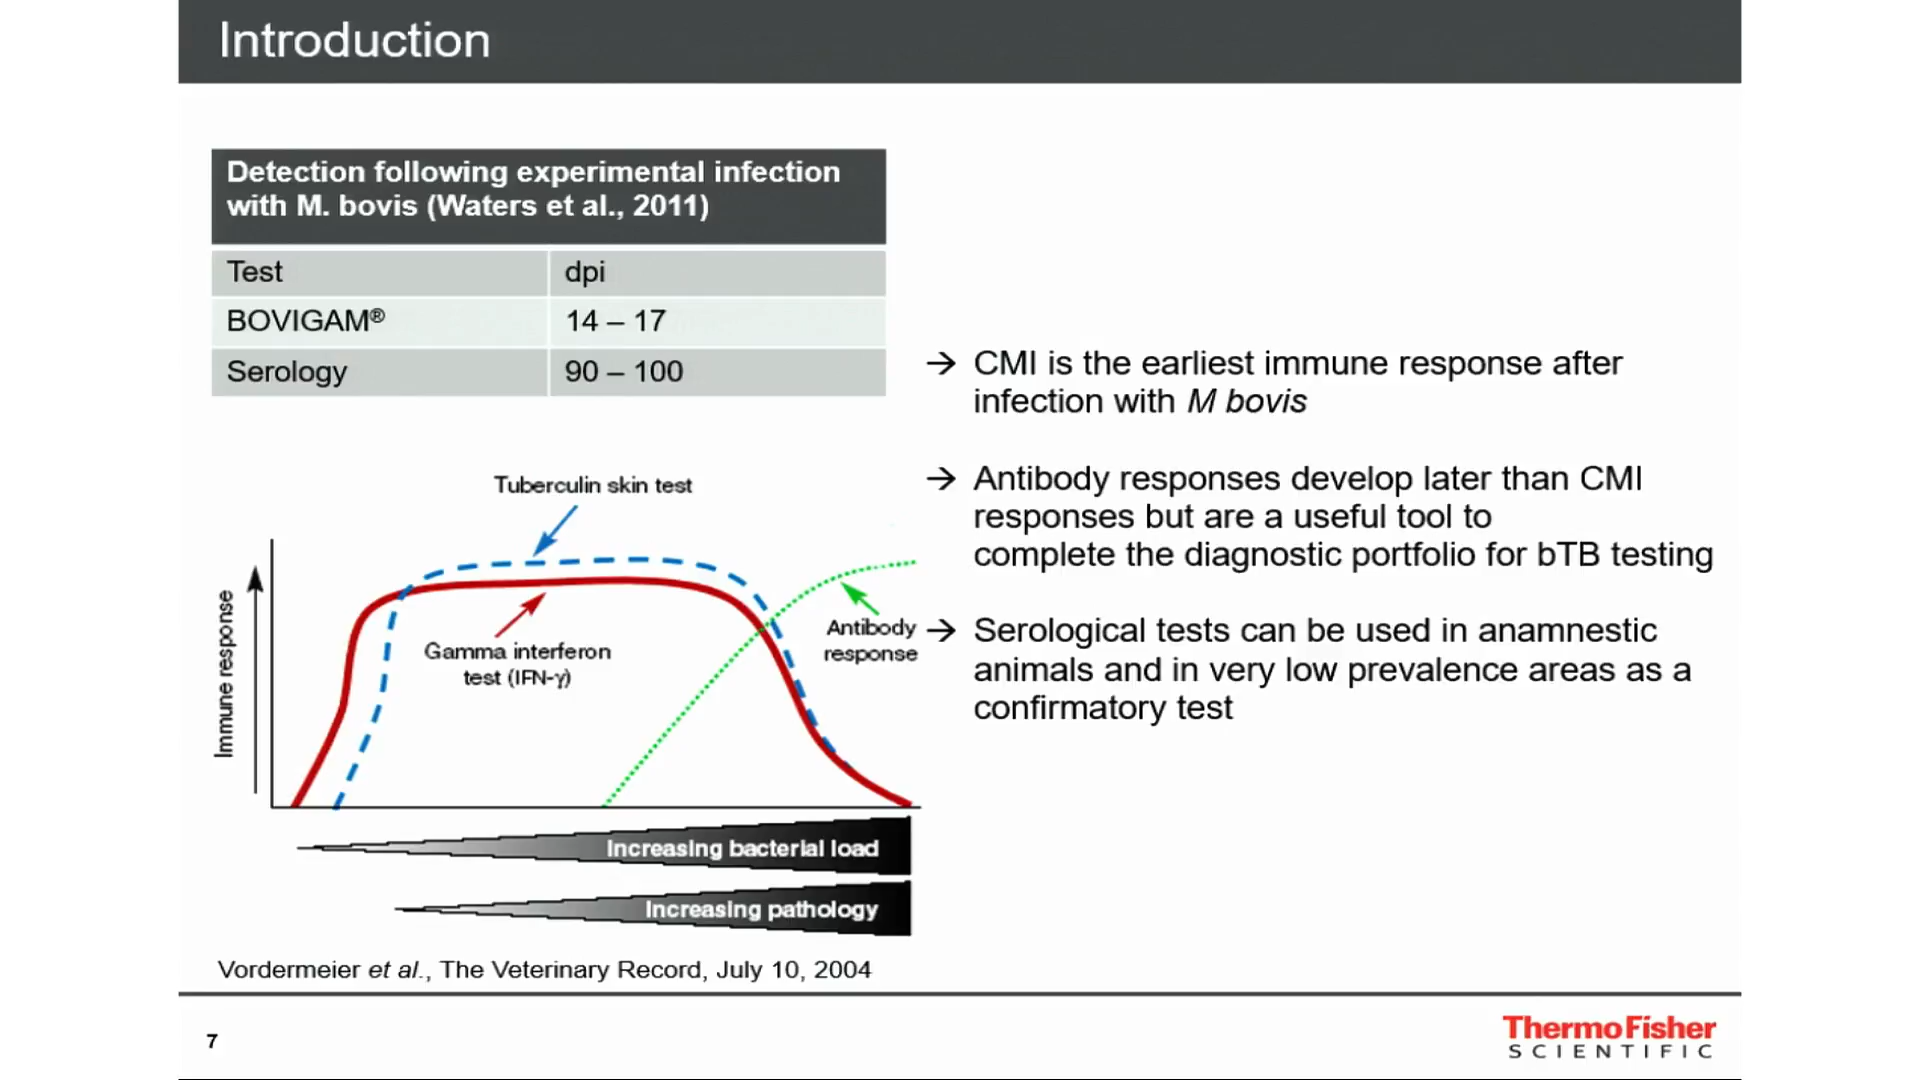 Introduction
Detection following experimental infection
with M. bovis (Waters et al., 2011)
Test dpi
BOVIGAM® 14 – 17
Serology 90 – 100
→ CMI is the earliest immune response after
infection with M bovis
→ Antibody responses develop later than CMI
responses but are a useful tool to
complete the diagnostic portfolio for bTB testing
→ Serological tests can be used in anamnestic
animals and in very low prevalence areas as a
confirmatory test
Tuberculin skin test
Immune response
Gamma interferon
test (IFN-γ)
Antibody
response
Increasing bacterial load
Increasing pathology
Vordermeier et al., The Veterinary Record, July 10, 2004
7
ThermoFisher
SCIENTIFIC